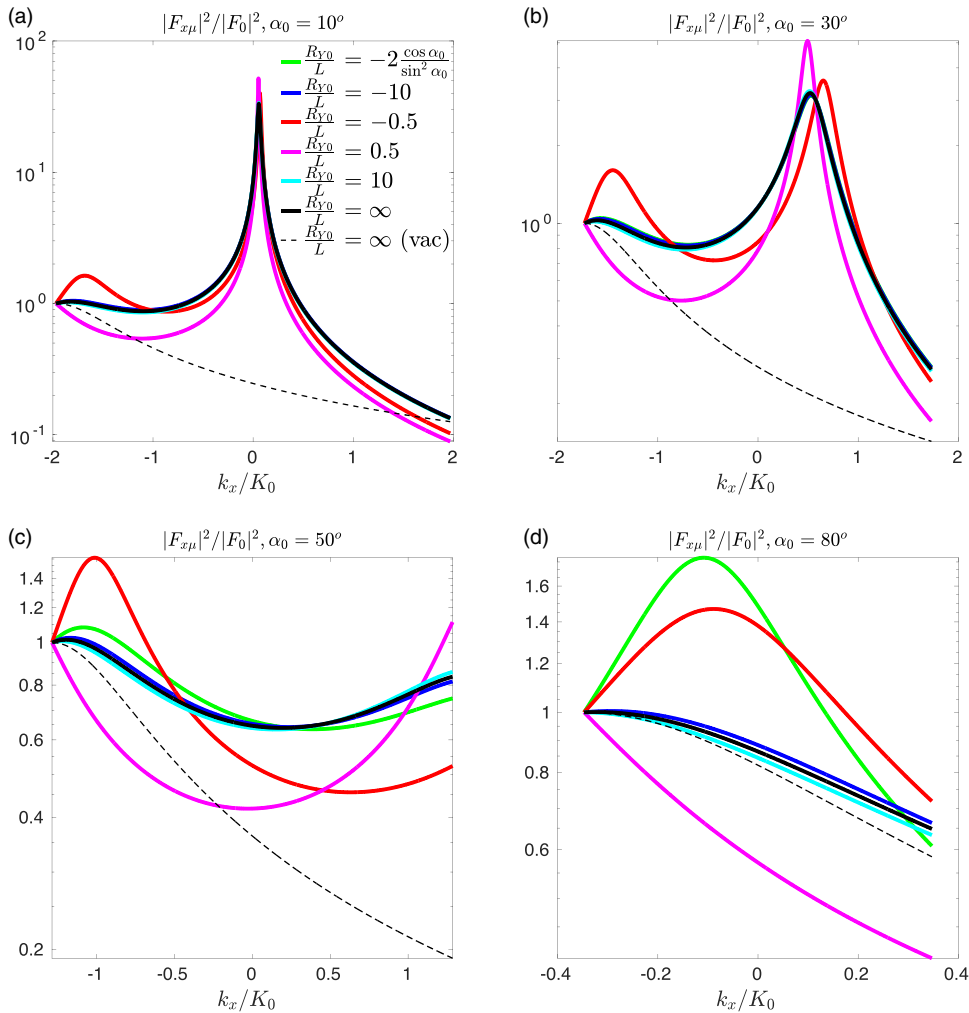 (a)
|F_{xμ}|²/|F_0|², α_0 = 10^o
10^2
10^1
10^0
10^{-1}
R_{Y0}/L = −2 cos α_0/sin² α_0
R_{Y0}/L = −10
R_{Y0}/L = −0.5
R_{Y0}/L = 0.5
R_{Y0}/L = 10
R_{Y0}/L = ∞
R_{Y0}/L = ∞ (vac)
-2 -1 0 1 2
k_x/K_0
(b)
|F_{xμ}|²/|F_0|², α_0 = 30^o
10^0
-2 -1 0 1 2
k_x/K_0
(c)
|F_{xμ}|²/|F_0|², α_0 = 50^o
1.4
1.2
1
0.8
0.6
0.4
0.2
-1 -0.5 0 0.5 1
k_x/K_0
(d)
|F_{xμ}|²/|F_0|², α_0 = 80^o
1.6
1.4
1.2
1
0.8
0.6
-0.4 -0.2 0 0.2 0.4
k_x/K_0